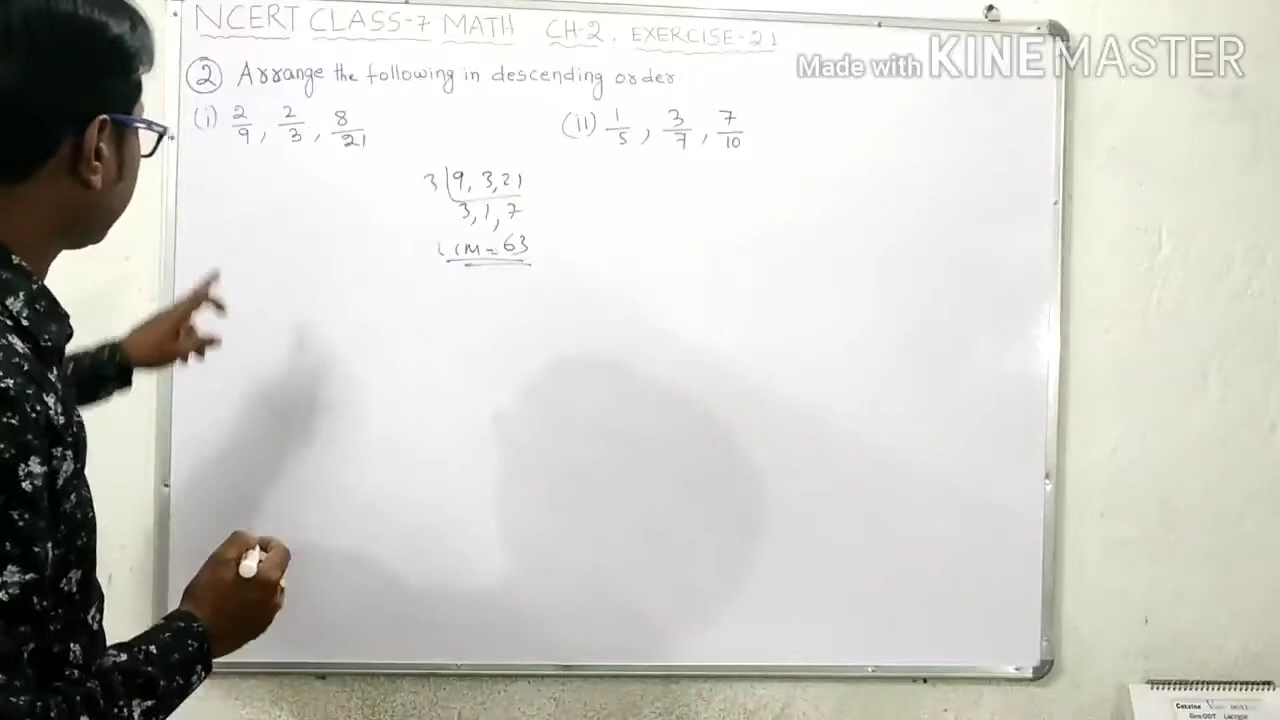 NCERT CLASS-7 MATH CH-2. EXERCISE-21
Made with KINEMASTER
② Arrange the following in descending order
(i) 2/9, 2/3, 8/21 (ii) 1/5, 3/7, 7/10
3 | 9, 3, 21
3, 1, 7
LCM = 63